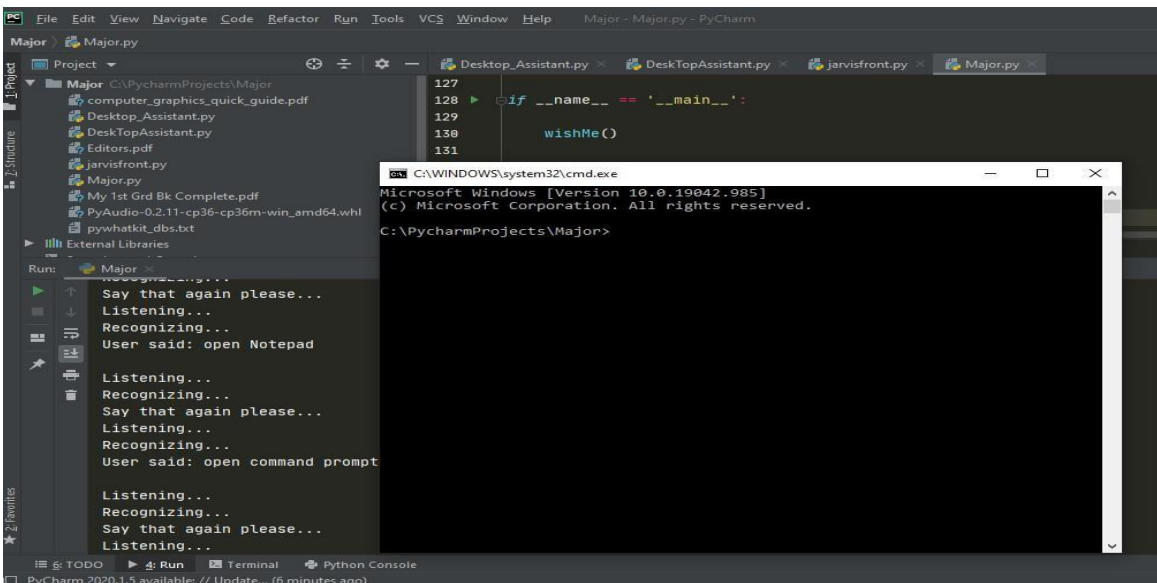 File Edit View Navigate Code Refactor Run Tools VCS Window Help Major - Major.py - PyCharm
Major Major.py
1: Project
Project
Desktop_Assistant.py DeskTopAssistant.py jarvisfront.py Major.py
Major C:\PycharmProjects\Major
computer_graphics_quick_guide.pdf
Desktop_Assistant.py
DeskTopAssistant.py
Editors.pdf
jarvisfront.py
Major.py
My 1st Grd Bk Complete.pdf
PyAudio-0.2.11-cp36-cp36m-win_amd64.whl
pywhatkit_dbs.txt
External Libraries
7: Structure
127
128 if __name__ == '__main__':
129
130 wishMe()
131
C:\WINDOWS\system32\cmd.exe
Microsoft Windows [Version 10.0.19042.985]
(c) Microsoft Corporation. All rights reserved.
C:\PycharmProjects\Major>
Run: Major
Recognizing...
Say that again please...
Listening...
Recognizing...
User said: open Notepad
Listening...
Recognizing...
Say that again please...
Listening...
Recognizing...
User said: open command prompt
Listening...
Recognizing...
Say that again please...
Listening...
2: Favorites
6: TODO 4: Run Terminal Python Console
PyCharm 2020.1.5 available: // Update... (6 minutes ago)